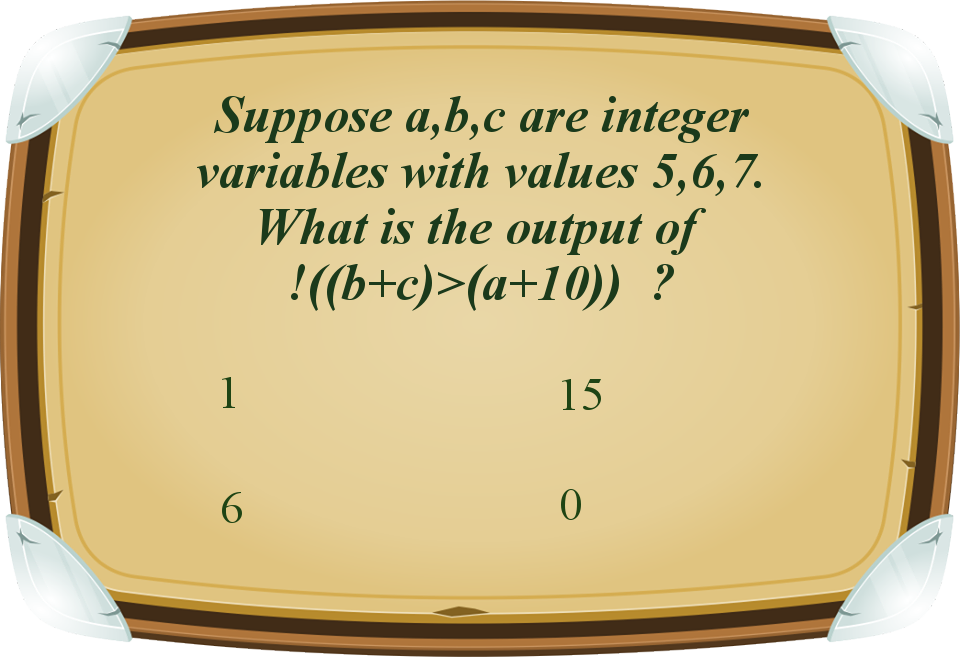 Suppose a,b,c are integer
variables with values 5,6,7.
What is the output of
!((b+c)>(a+10))  ?
1
15
6
0